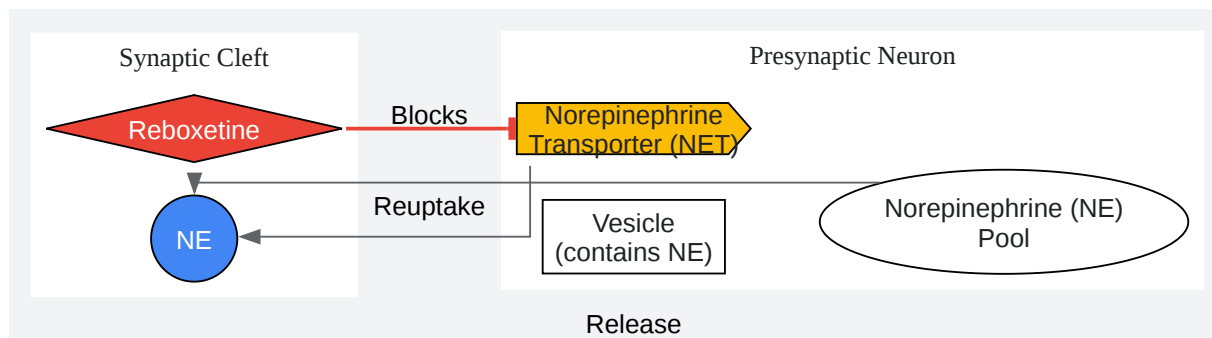 Synaptic Cleft
Presynaptic Neuron
Reboxetine
Blocks
Norepinephrine
Transporter (NET)
Reuptake
NE
Vesicle
(contains NE)
Norepinephrine (NE)
Pool
Release